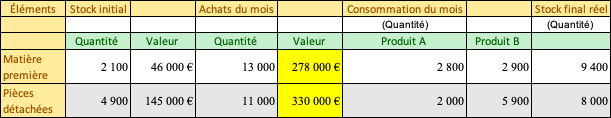 Éléments Stock initial Achats du mois Consommation du mois Stock final réel
(Quantité) (Quantité)
Quantité Valeur Quantité Valeur Produit A Produit B
Matière première 2 100 46 000 € 13 000 278 000 € 2 800 2 900 9 400
Pièces détachées 4 900 145 000 € 11 000 330 000 € 2 000 5 900 8 000